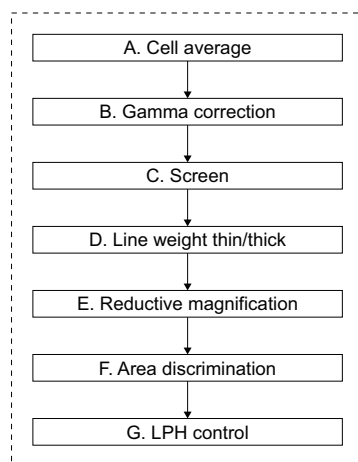 A. Cell average
B. Gamma correction
C. Screen
D. Line weight thin/thick
E. Reductive magnification
F. Area discrimination
G. LPH control